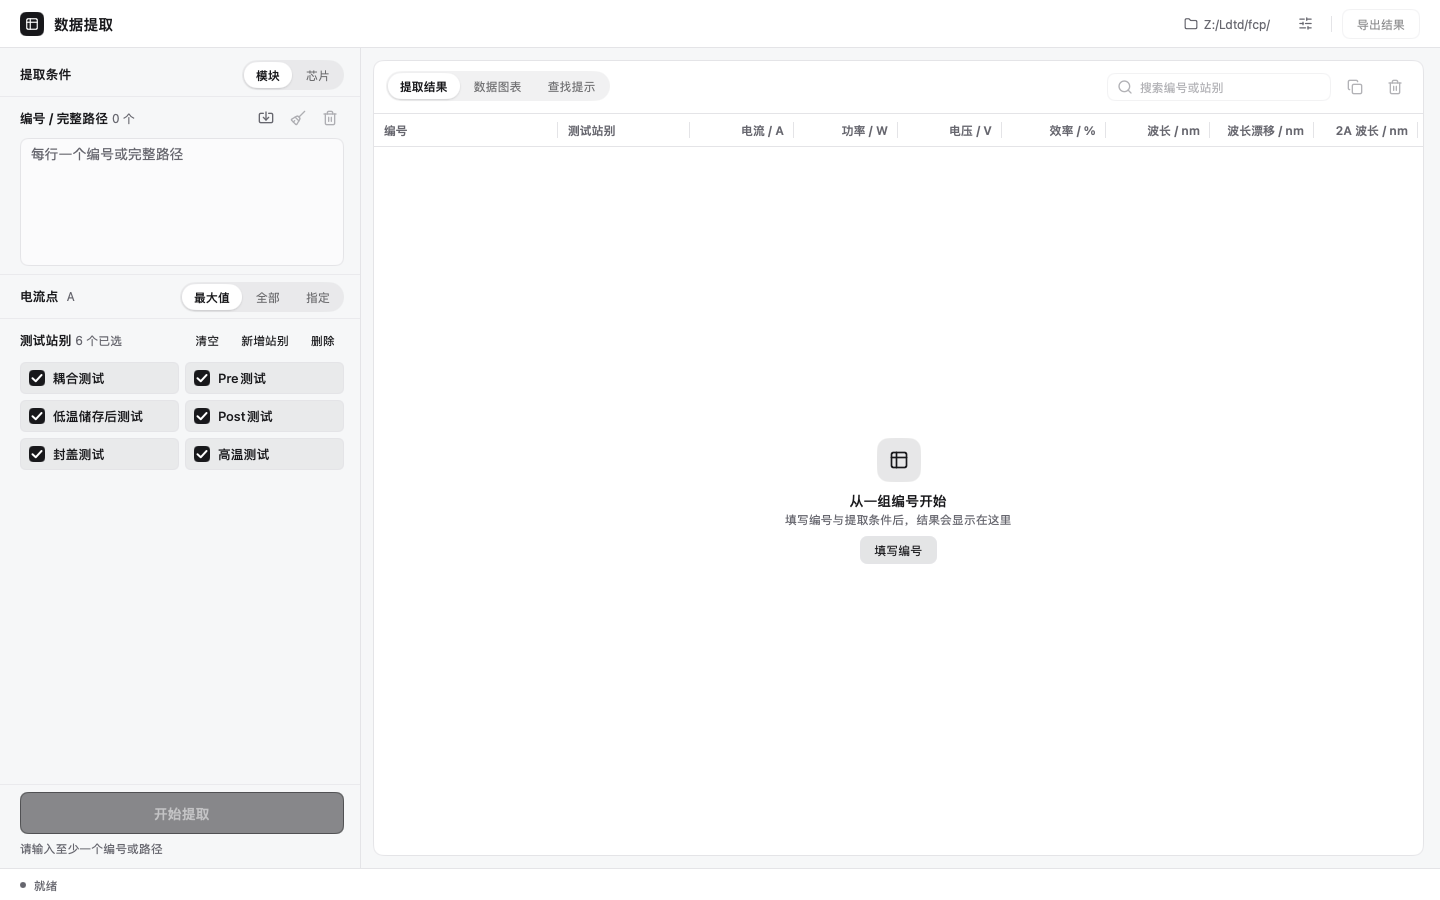 数据提取
Z:/Ldtd/fcp/
导出结果
提取条件
模块
芯片
编号 / 完整路径 0 个
每行一个编号或完整路径
电流点 A
最大值
全部
指定
测试站别 6 个已选
清空
新增站别
删除
耦合测试
Pre 测试
低温储存后测试
Post 测试
封盖测试
高温测试
开始提取
请输入至少一个编号或路径
提取结果
数据图表
查找提示
搜索编号或站别
编号
测试站别
电流 / A
功率 / W
电压 / V
效率 / %
波长 / nm
波长漂移 / nm
2A 波长 / nm
从一组编号开始
填写编号与提取条件后，结果会显示在这里
填写编号
就绪